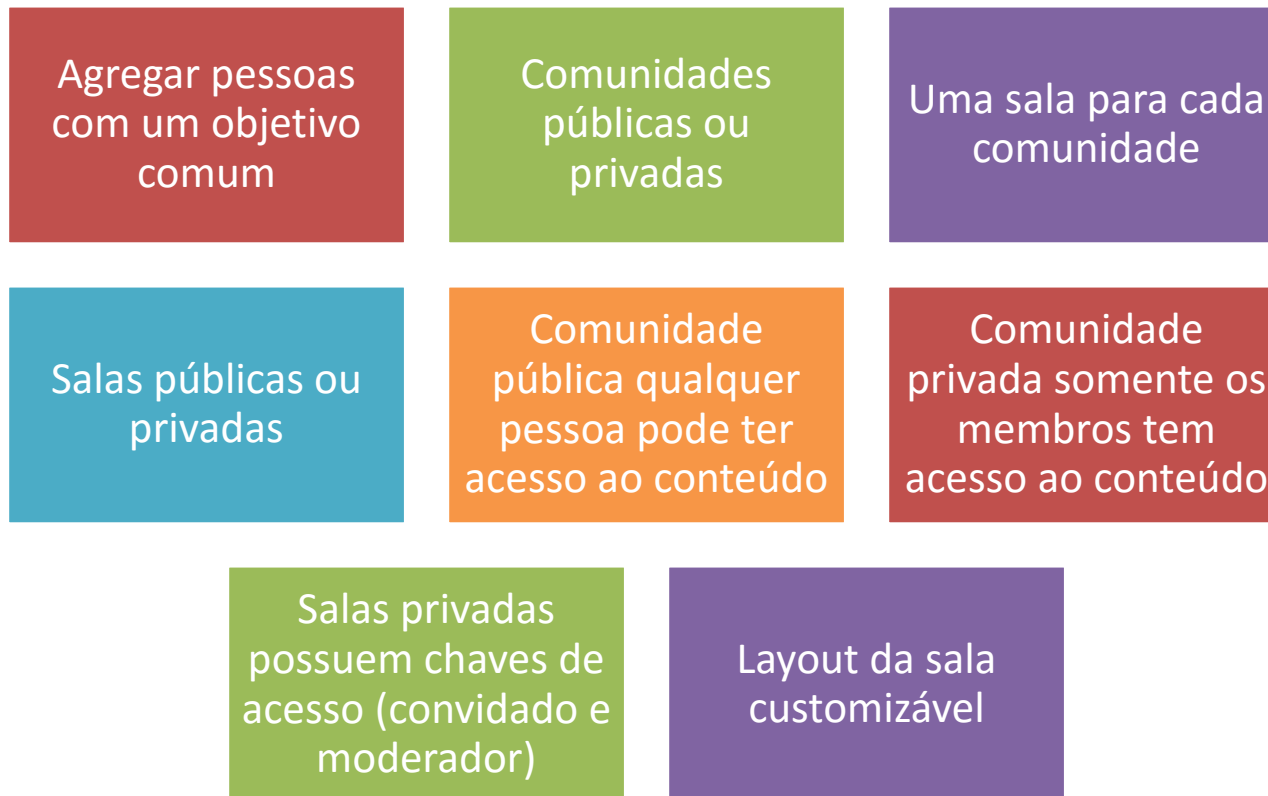 Agregar pessoas
com um objetivo
comum
Comunidades
públicas ou
privadas
Uma sala para cada
comunidade
Salas públicas ou
privadas
Comunidade
pública qualquer
pessoa pode ter
acesso ao conteúdo
Comunidade
privada somente os
membros tem
acesso ao conteúdo
Salas privadas
possuem chaves de
acesso (convidado e
moderador)
Layout da sala
customizável